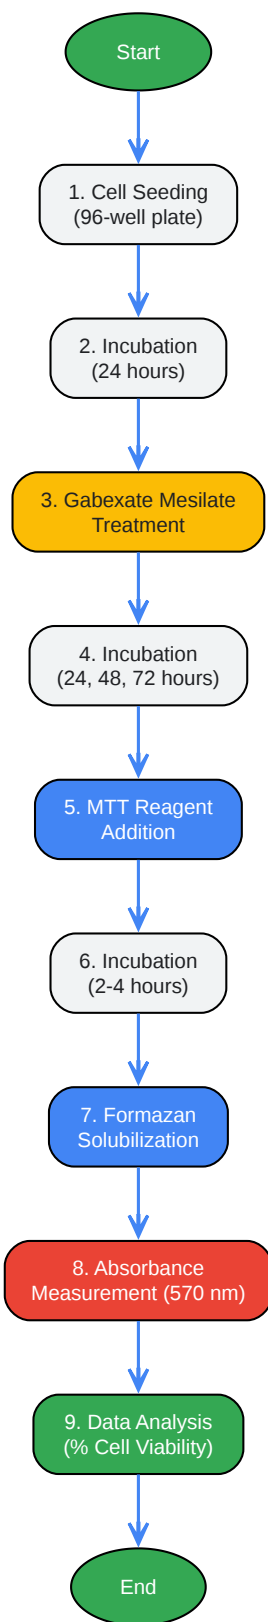 Start
1. Cell Seeding
(96-well plate)
2. Incubation
(24 hours)
3. Gabexate Mesilate
Treatment
4. Incubation
(24, 48, 72 hours)
5. MTT Reagent
Addition
6. Incubation
(2-4 hours)
7. Formazan
Solubilization
8. Absorbance
Measurement (570 nm)
9. Data Analysis
(% Cell Viability)
End